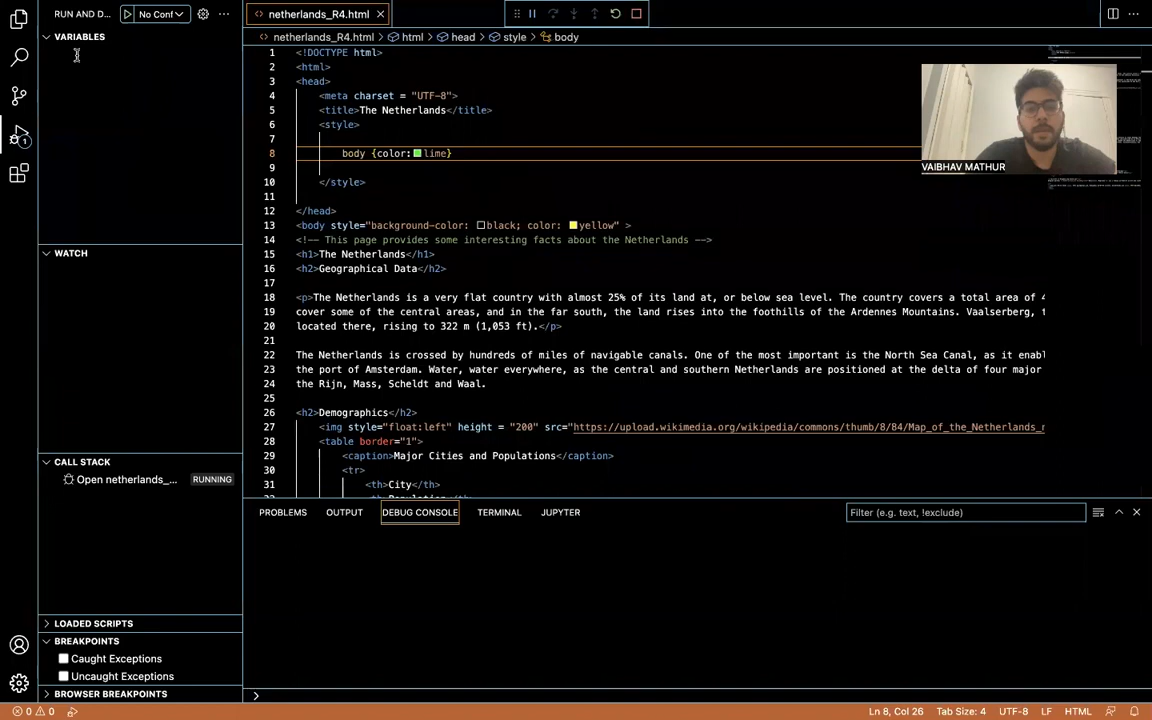 RUN AND D...
No Conf
VARIABLES
WATCH
CALL STACK
Open netherlands_...
RUNNING
LOADED SCRIPTS
BREAKPOINTS
Caught Exceptions
Uncaught Exceptions
BROWSER BREAKPOINTS
netherlands_R4.html
netherlands_R4.html > html > head > style > body
1 <!DOCTYPE html>
2 <html>
3 <head>
4 <meta charset = "UTF-8">
5 <title>The Netherlands</title>
6 <style>
7
8 body {color: lime}
9
10 </style>
11
12 </head>
13 <body style="background-color: black; color: yellow" >
14 <!-- This page provides some interesting facts about the Netherlands -->
15 <h1>The Netherlands</h1>
16 <h2>Geographical Data</h2>
17
18 <p>The Netherlands is a very flat country with almost 25% of its land at, or below sea level. The country covers a total area of 4
19 cover some of the central areas, and in the far south, the land rises into the foothills of the Ardennes Mountains. Vaalserberg, t
20 located there, rising to 322 m (1,053 ft).</p>
21
22 The Netherlands is crossed by hundreds of miles of navigable canals. One of the most important is the North Sea Canal, as it enabl
23 the port of Amsterdam. Water, water everywhere, as the central and southern Netherlands are positioned at the delta of four major
24 the Rijn, Mass, Scheldt and Waal.
25
26 <h2>Demographics</h2>
27 <img style="float:left" height = "200" src="https://upload.wikimedia.org/wikipedia/commons/thumb/8/84/Map_of_the_Netherlands_n
28 <table border="1">
29 <caption>Major Cities and Populations</caption>
30 <tr>
31 <th>City</th>
VAIBHAV MATHUR
PROBLEMS OUTPUT DEBUG CONSOLE TERMINAL JUPYTER
Filter (e.g. text, !exclude)
0 0
Ln 8, Col 26 Tab Size: 4 UTF-8 LF HTML